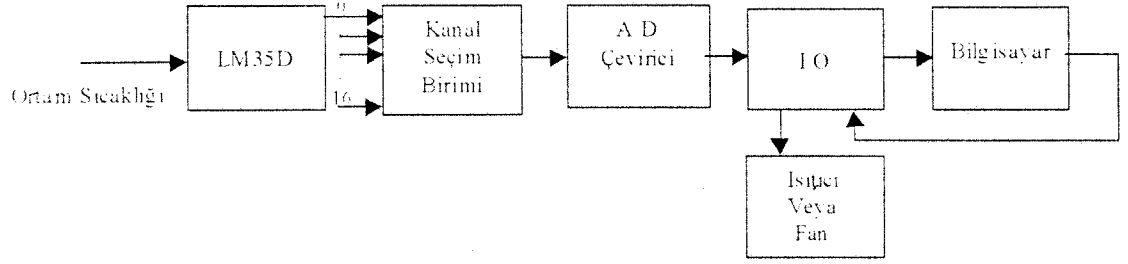 Ortam Sıcaklığı
LM35D
0
16
Kanal
Seçim
Birimi
A D
Çevirici
I O
Bilgisayar
Isıtıcı
Veya
Fan